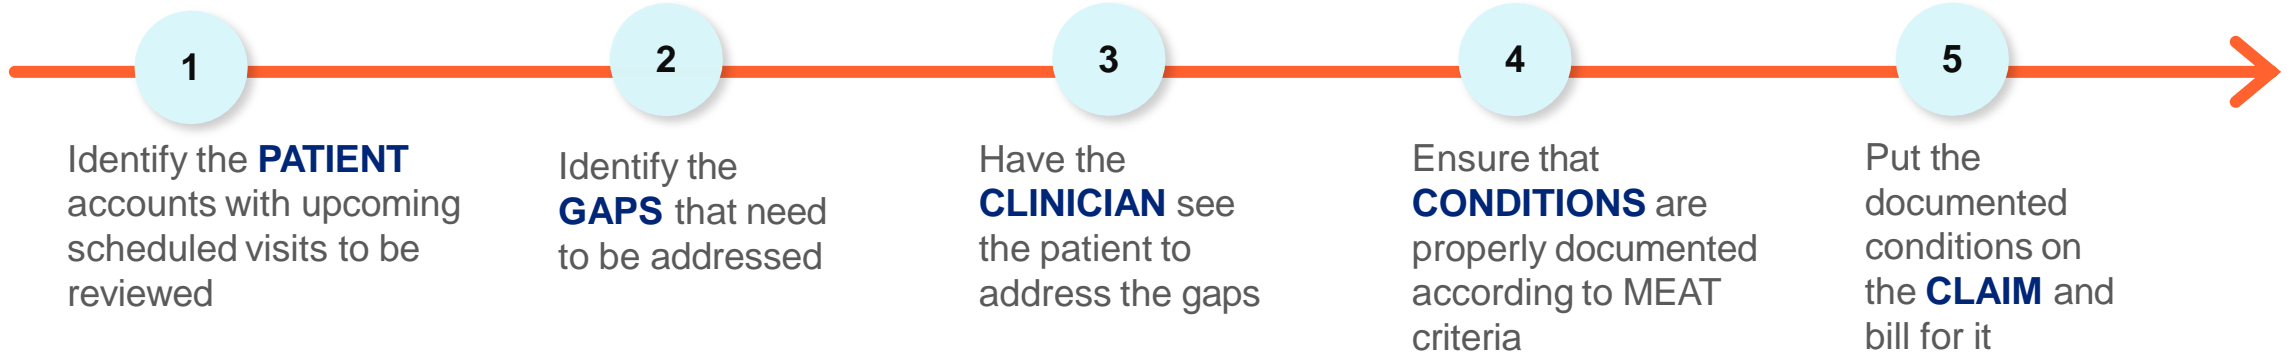 1
Identify the PATIENT
accounts with upcoming
scheduled visits to be
reviewed
2
Identify the
GAPS that need
to be addressed
3
Have the
CLINICIAN see
the patient to
address the gaps
4
Ensure that
CONDITIONS are
properly documented
according to MEAT
criteria
5
Put the
documented
conditions on
the CLAIM and
bill for it